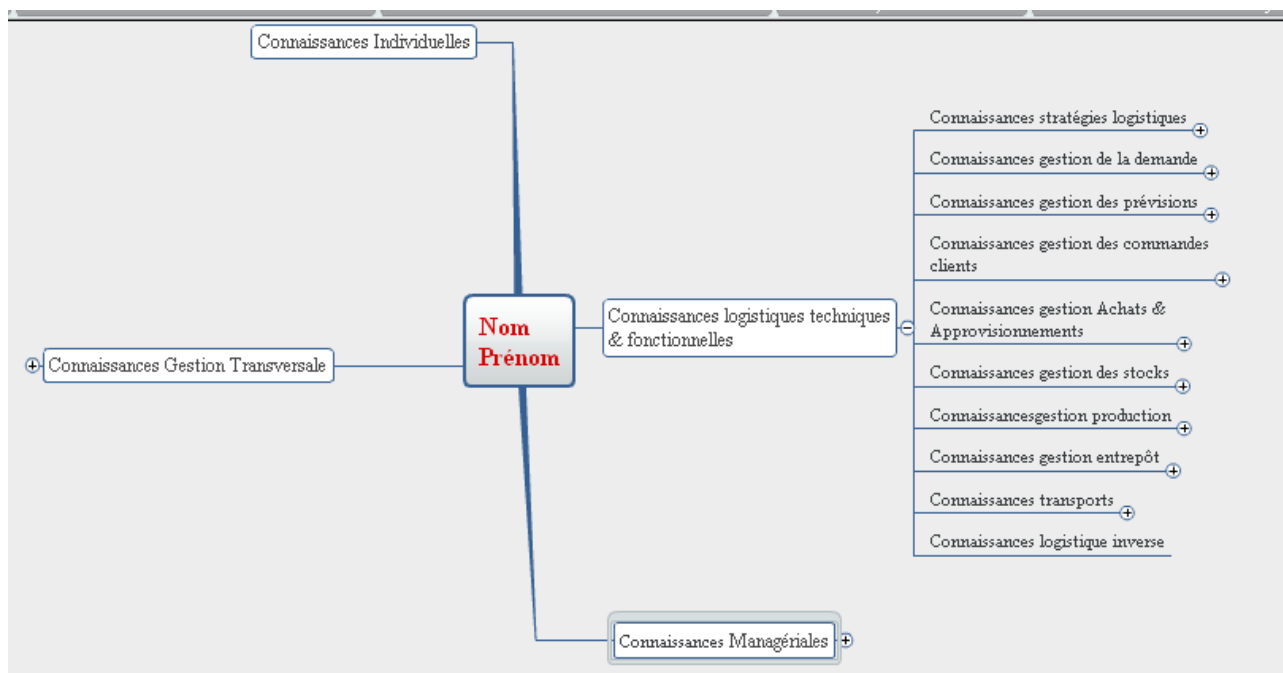 Connaissances Individuelles
Connaissances stratégies logistiques
Connaissances gestion de la demande
Connaissances gestion des prévisions
Connaissances gestion des commandes
clients
Connaissances logistiques techniques
& fonctionnelles
Connaissances gestion Achats &
Approvisionnements
Nom
Prénom
Connaissances Gestion Transversale
Connaissances gestion des stocks
Connaissancesgestion production
Connaissances gestion entrepôt
Connaissances transports
Connaissances logistique inverse
Connaissances Managériales